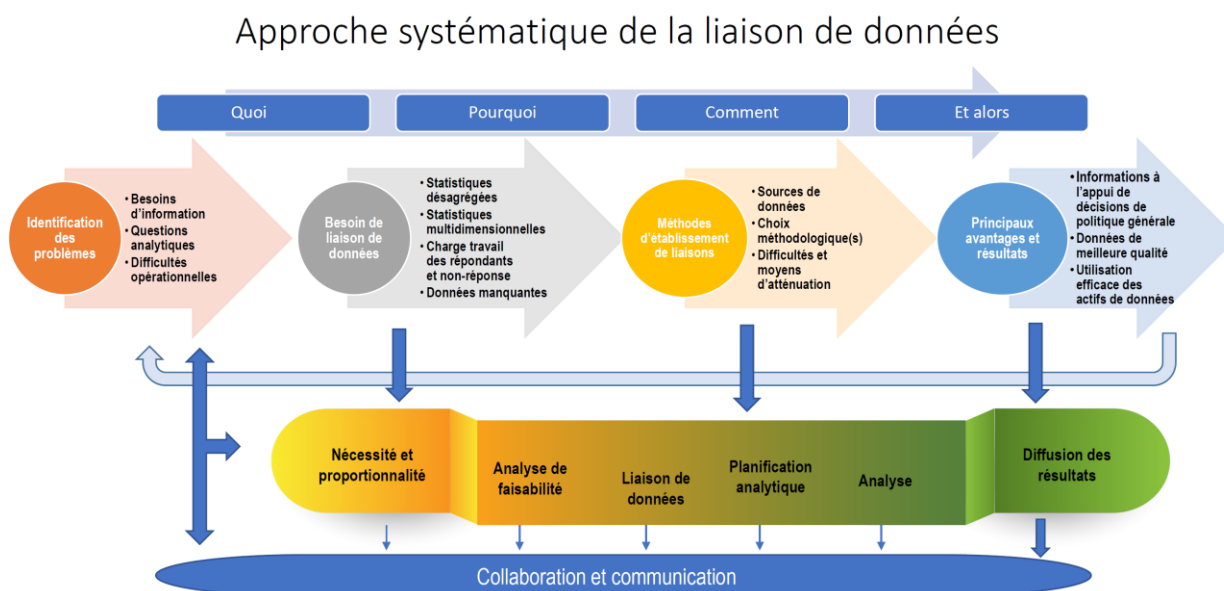 Approche systématique de la liaison de données
Quoi
Pourquoi
Comment
Et alors
Identification
des
problèmes
• Besoins
d’information
• Questions
analytiques
• Difficultés
opérationnelles
Besoin de
liaison de
données
• Statistiques
désagrégées
• Statistiques
multidimensionnelles
• Charge travail
des répondants
et non-réponse
• Données manquantes
Méthodes
d’établissement
de liaisons
• Sources de
données
• Choix
méthodologique(s)
• Difficultés et
moyens
d’atténuation
Principaux
avantages et
résultats
• Informations à
l’appui de
décisions de
politique générale
• Données de
meilleure qualité
• Utilisation
efficace des
actifs de données
Nécessité et
proportionnalité
Analyse de
faisabilité
Liaison de
données
Planification
analytique
Analyse
Diffusion des
résultats
Collaboration et communication